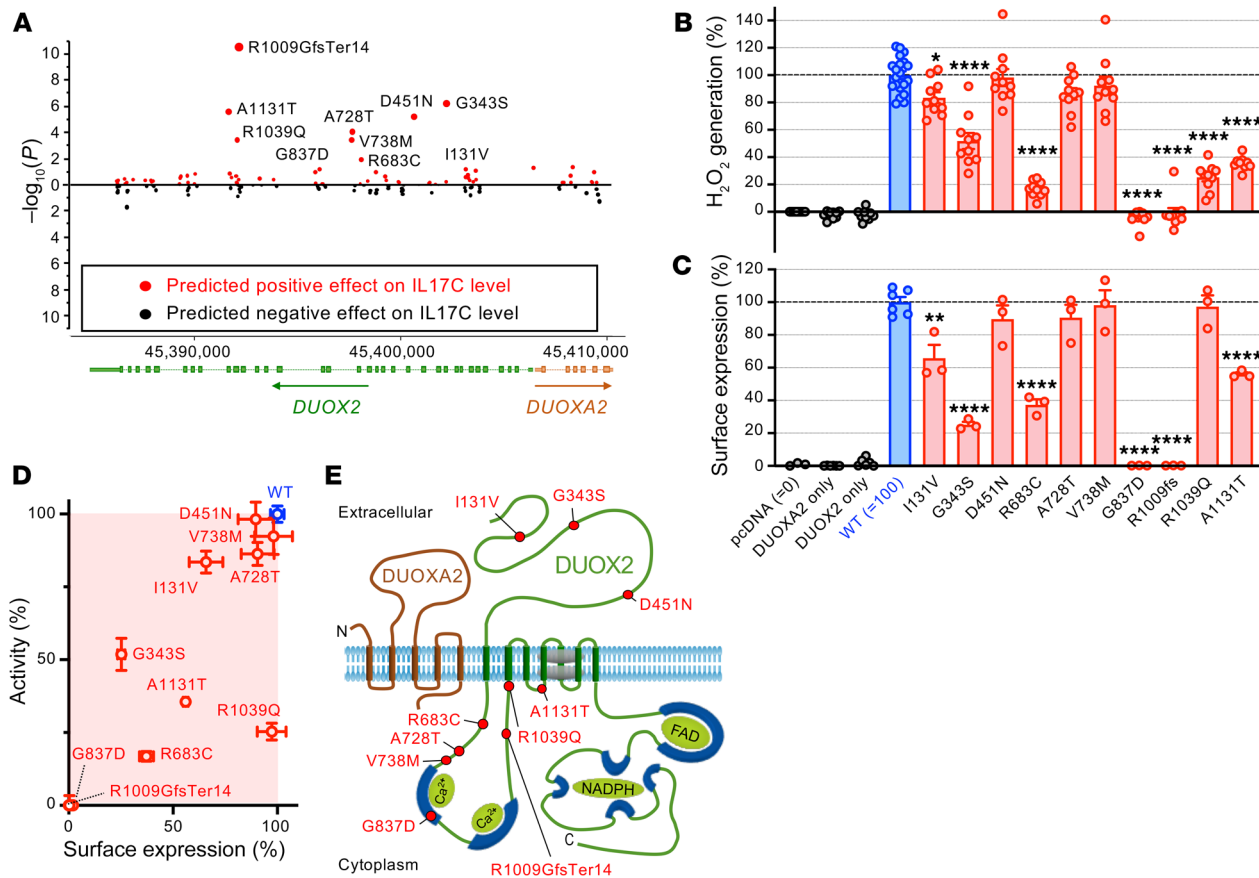 A
–log10(P)
10
8
6
4
2
0
2
4
6
8
10
R1009GfsTer14
A1131T
R1039Q
G837D
A728T
V738M
R683C
D451N
G343S
I131V
Predicted positive effect on IL17C level
Predicted negative effect on IL17C level
45,390,000
45,400,000
45,410,000
DUOX2
DUOXA2
B
H2O2 generation (%)
140
120
100
80
60
40
20
0
*
****
****
****
****
****
****
C
Surface expression (%)
120
100
80
60
40
20
0
**
****
****
****
****
****
pcDNA (=0)
DUOXA2 only
DUOX2 only
WT (=100)
I131V
G343S
D451N
R683C
A728T
V738M
G837D
R1009fs
R1039Q
A1131T
D
Activity (%)
100
50
0
WT
D451N
V738M
A728T
I131V
G343S
A1131T
R1039Q
G837D
R683C
R1009GfsTer14
0
50
100
Surface expression (%)
E
Extracellular
I131V
G343S
DUOXA2
DUOX2
D451N
N
R683C
A728T
V738M
A1131T
R1039Q
FAD
NADPH
Ca2+
Ca2+
G837D
C
R1009GfsTer14
Cytoplasm